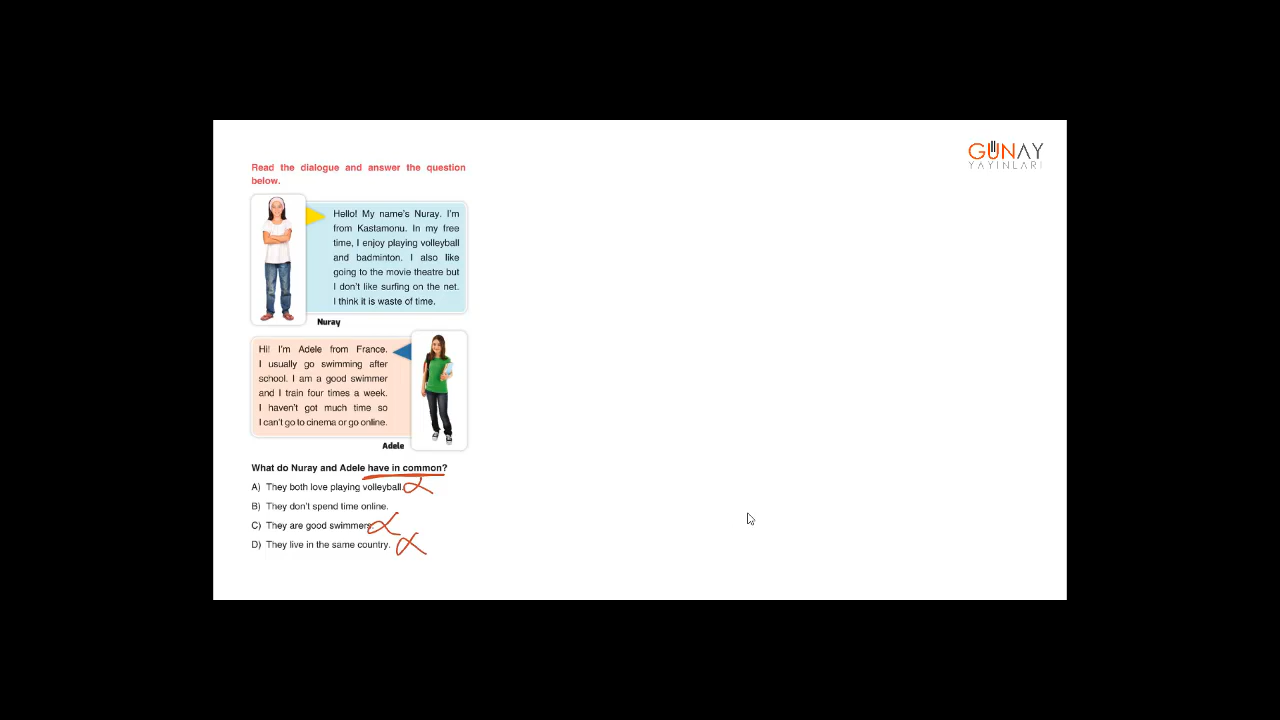 GÜNAY
YAYINLARI
Read the dialogue and answer the question
below.
Hello! My name's Nuray. I'm
from Kastamonu. In my free
time, I enjoy playing volleyball
and badminton. I also like
going to the movie theatre but
I don't like surfing on the net.
I think it is waste of time.
Nuray
Hi! I'm Adele from France.
I usually go swimming after
school. I am a good swimmer
and I train four times a week.
I haven't got much time so
I can't go to cinema or go online.
Adele
What do Nuray and Adele have in common?
A) They both love playing volleyball.
B) They don't spend time online.
C) They are good swimmers.
D) They live in the same country.